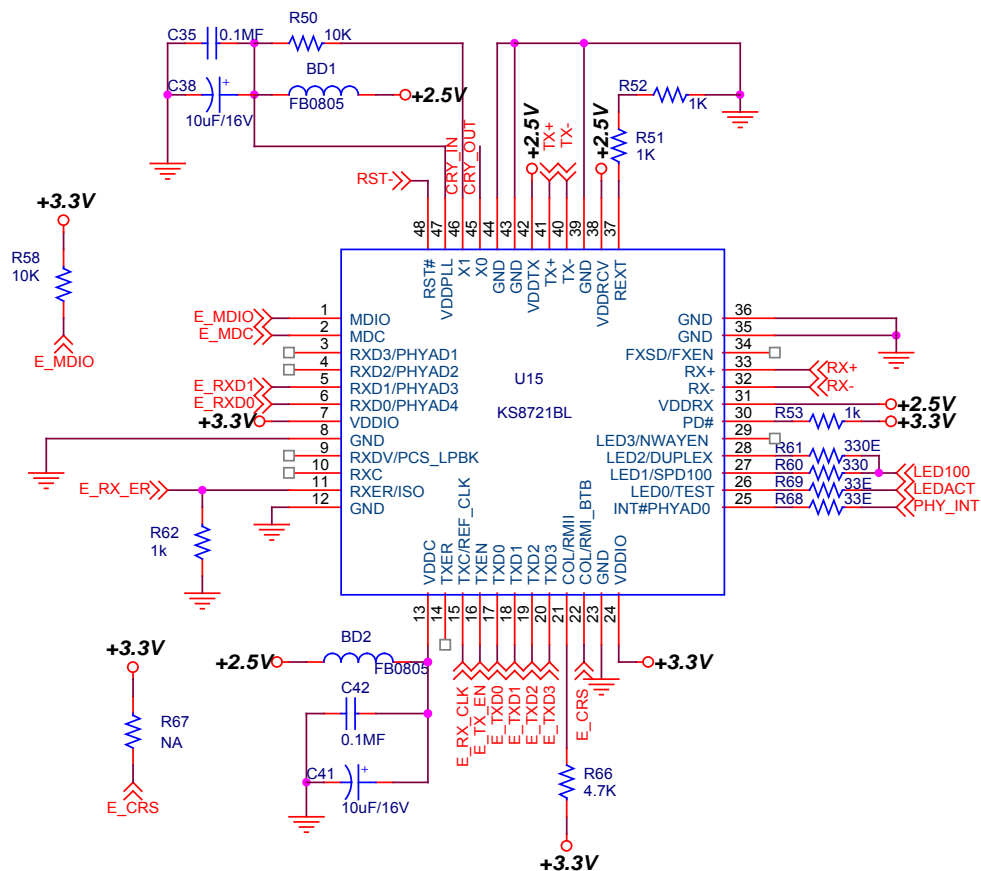 R50
C35
0.1MF
10K
BD1
C38
FB0805
+2.5V
10uF/16V
R52
1K
R51
1K
+2.5V
TX+
TX-
+2.5V
CRY_IN
CRY_OUT
RST-
+3.3V
R58
10K
E_MDIO
48
47
46
45
44
43
42
41
40
39
38
37
RST#
VDDPLL
X1
X0
GND
GND
VDDTX
TX+
TX-
GND
VDDRCV
REXT
E_MDIO 1 MDIO
E_MDC 2 MDC
3 RXD3/PHYAD1
4 RXD2/PHYAD2
E_RXD1 5 RXD1/PHYAD3
E_RXD0 6 RXD0/PHYAD4
+3.3V 7 VDDIO
8 GND
9 RXDV/PCS_LPBK
10 RXC
E_RX_ER 11 RXER/ISO
12 GND
U15
KS8721BL
GND 36
GND 35
FXSD/FXEN 34
RX+ 33 RX+
RX- 32 RX-
VDDRX 31 +2.5V
PD# 30 R53 1k +3.3V
LED3/NWAYEN 29
LED2/DUPLEX 28 R61 330E
LED1/SPD100 27 R60 330 LED100
LED0/TEST 26 R69 33E LEDACT
INT#PHYAD0 25 R68 33E PHY_INT
R62
1k
VDDC
TXER
TXC/REF_CLK
TXEN
TXD0
TXD1
TXD2
TXD3
COL/RMII
COL/RMI_BTB
GND
VDDIO
13
14
15
16
17
18
19
20
21
22
23
24
BD2
+2.5V
FB0805
C42
0.1MF
C41
10uF/16V
E_RX_CLK
E_TX_EN
E_TXD0
E_TXD1
E_TXD2
E_TXD3
E_CRS
+3.3V
R66
4.7K
+3.3V
+3.3V
R67
NA
E_CRS